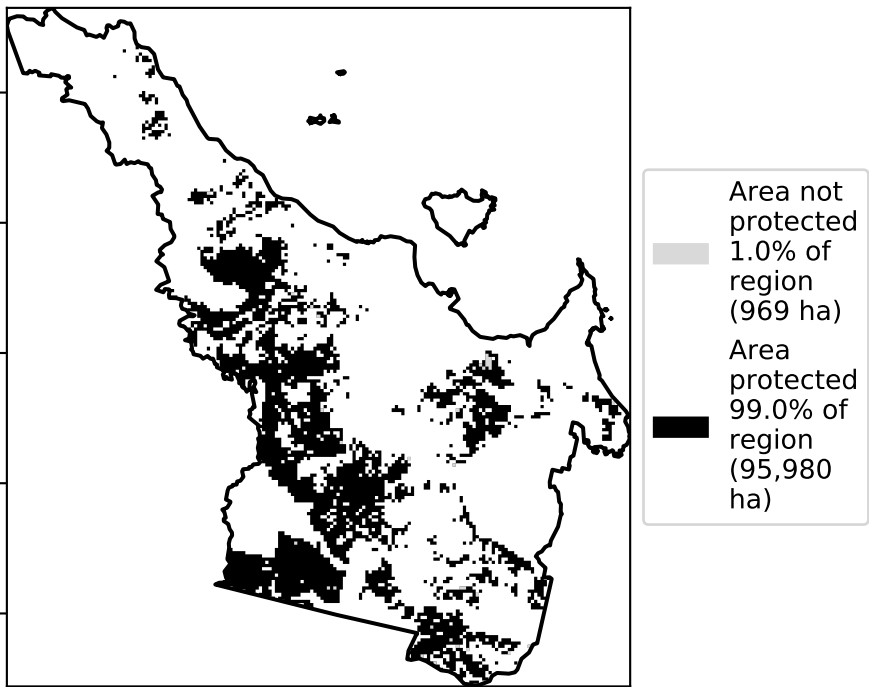 Area not
protected
1.0% of
region
(969 ha)
Area
protected
99.0% of
region
(95,980
ha)